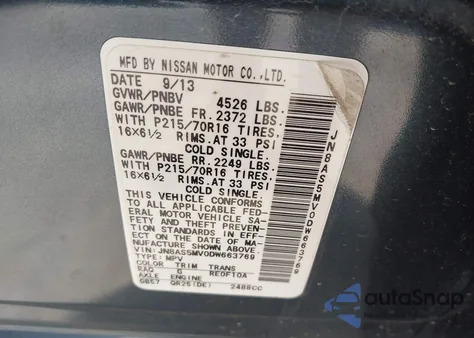 MFD BY NISSAN MOTOR CO.,LTD.
DATE 9/13
GVWR/PNBV 4526 LBS.
GAWR/PNBE FR. 2372 LBS.
WITH P215/70R16 TIRES.
16x6½ RIMS.AT 33 PSI
COLD SINGLE.
GAWR/PNBE RR. 2249 LBS.
WITH P215/70R16 TIRES.
16x6½ RIMS.AT 33 PSI
COLD SINGLE.
THIS VEHICLE CONFORMS
TO ALL APPLICABLE FED-
ERAL MOTOR VEHICLE SA-
FETY AND THEFT PREVEN-
TION STANDARDS IN EFF-
ECT ON THE DATE OF MA-
NUFACTURE SHOWN ABOVE.
VIN:JN8AS5MV0DW663769
TYPE:MPV
COLOR TRIM TRANS
RAQ G RE0F10A
AXLE ENGINE
GB57 QR25(DE) 2488CC
JN8AS5MV0DW663769
autoSnap